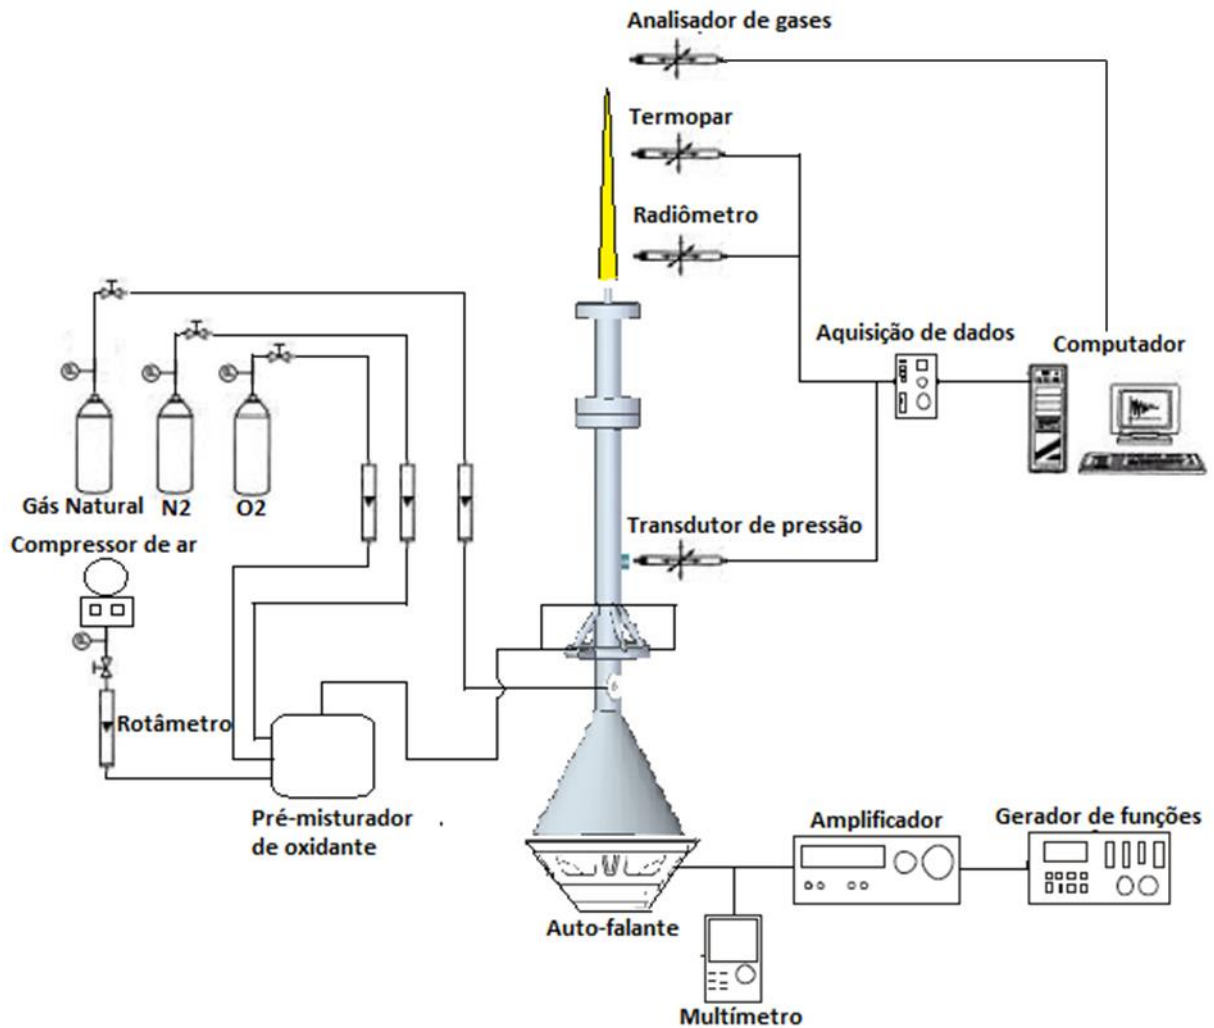 Analisador de gases
Termopar
Radiômetro
Aquisição de dados
Computador
Gás Natural
N2
O2
Compressor de ar
Transdutor de pressão
Rotâmetro
Pré-misturador
de oxidante
Amplificador
Gerador de funções
Auto-falante
Multímetro